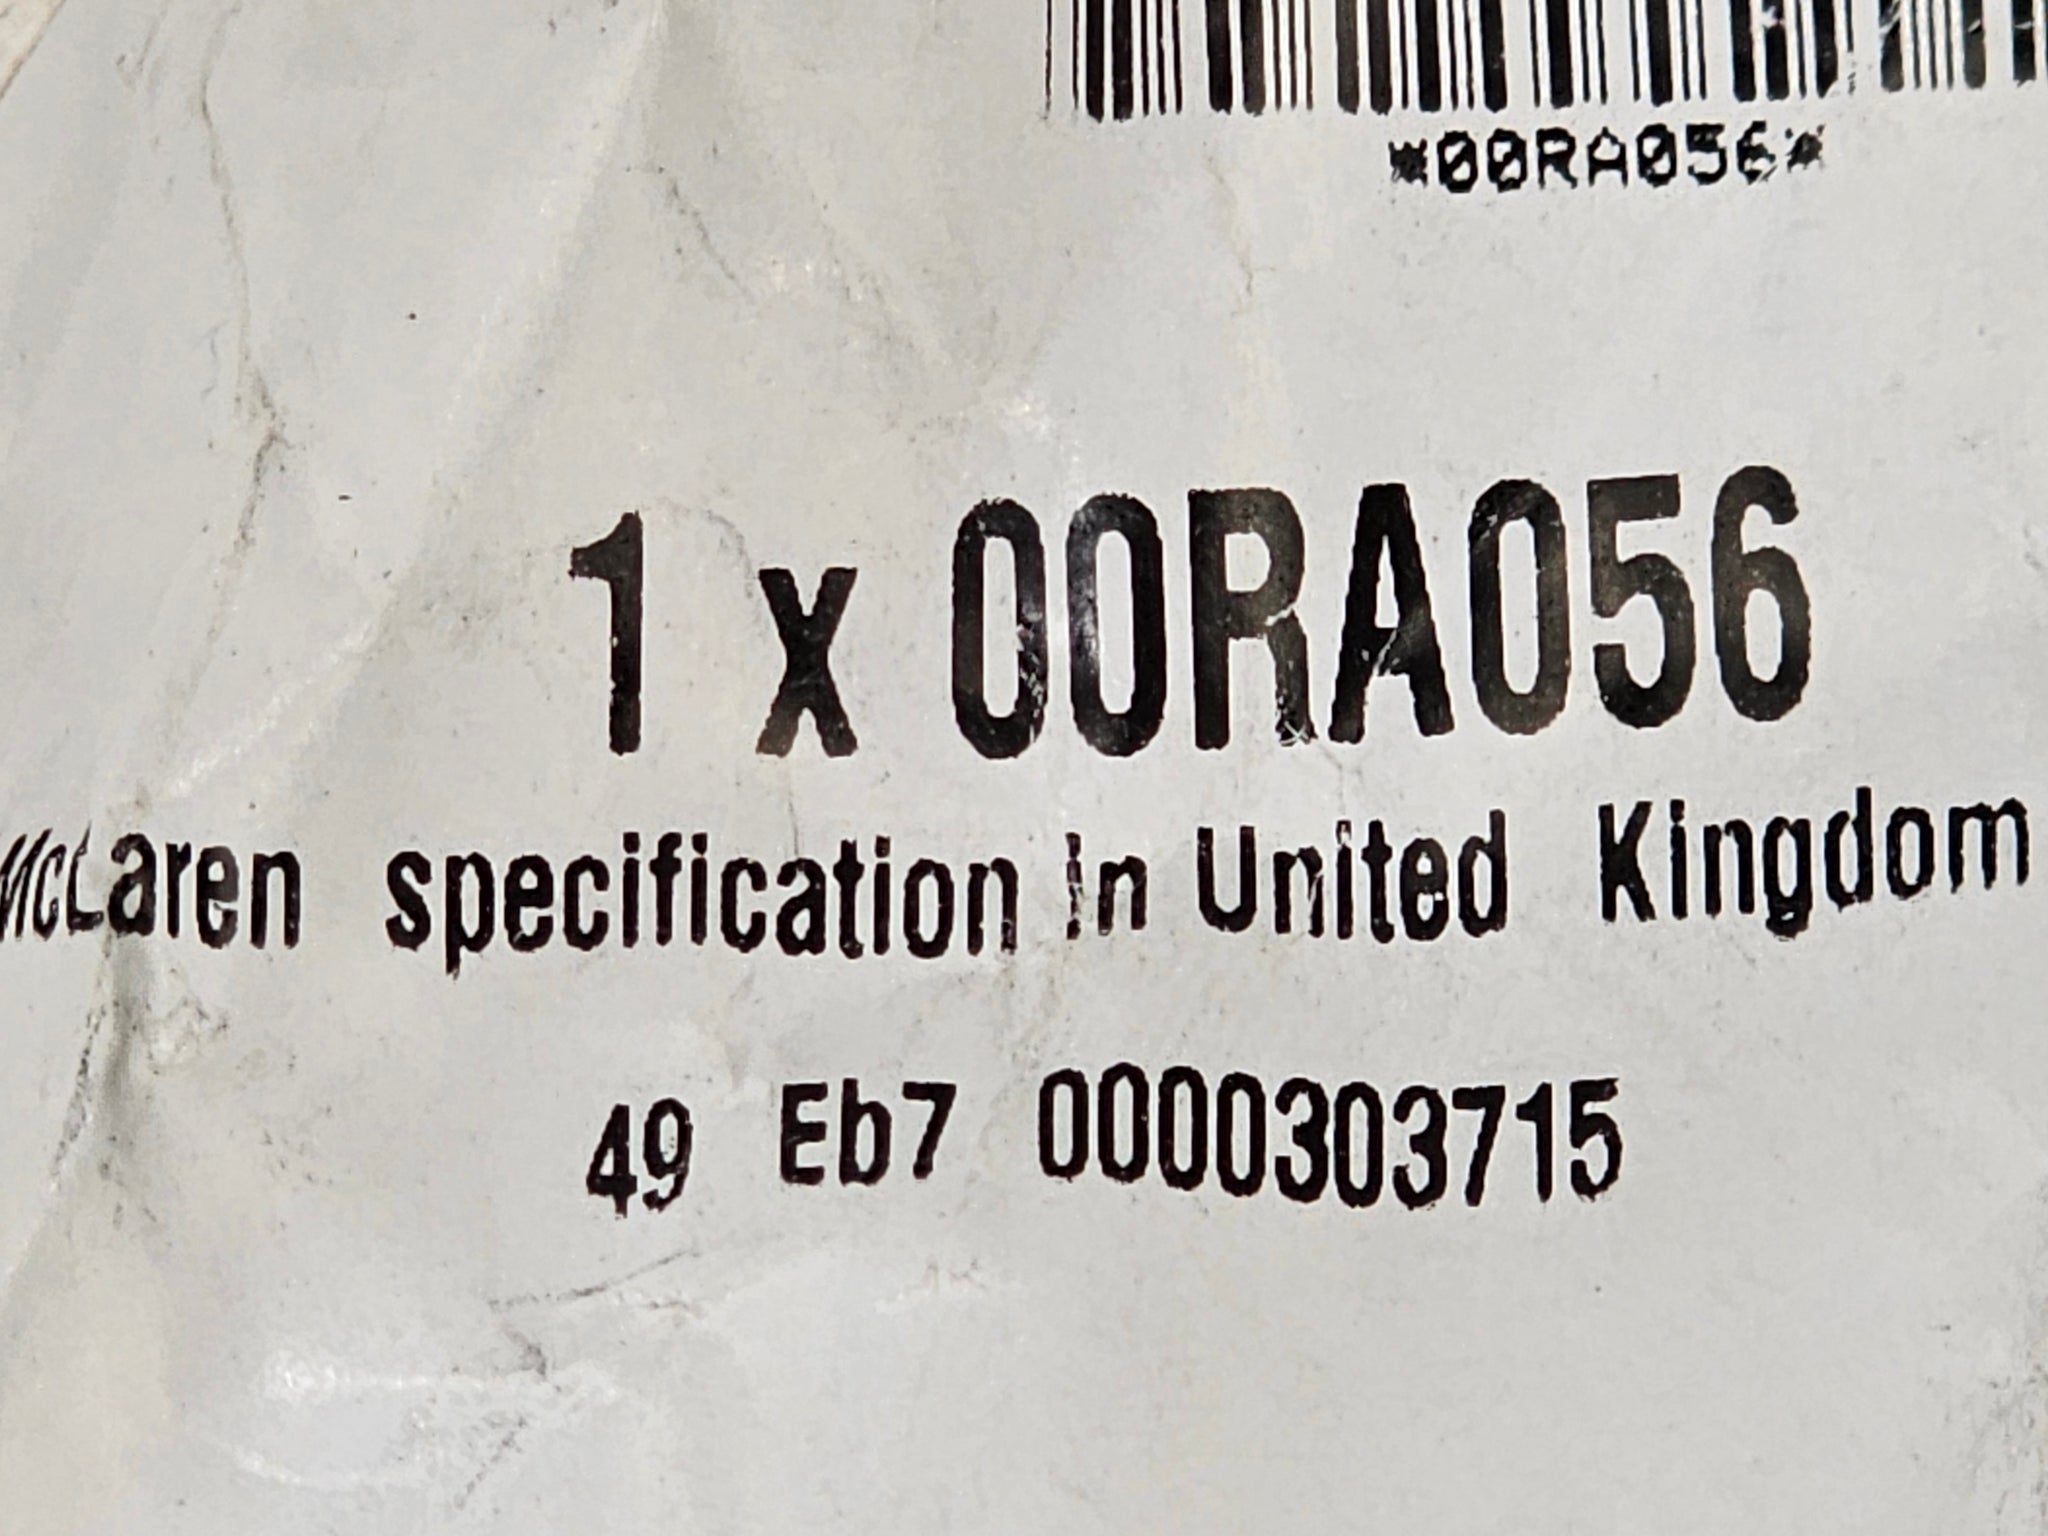 *00RA056*
1 x 00RA056
McLaren specification in United Kingdom
49 Eb7 0000303715